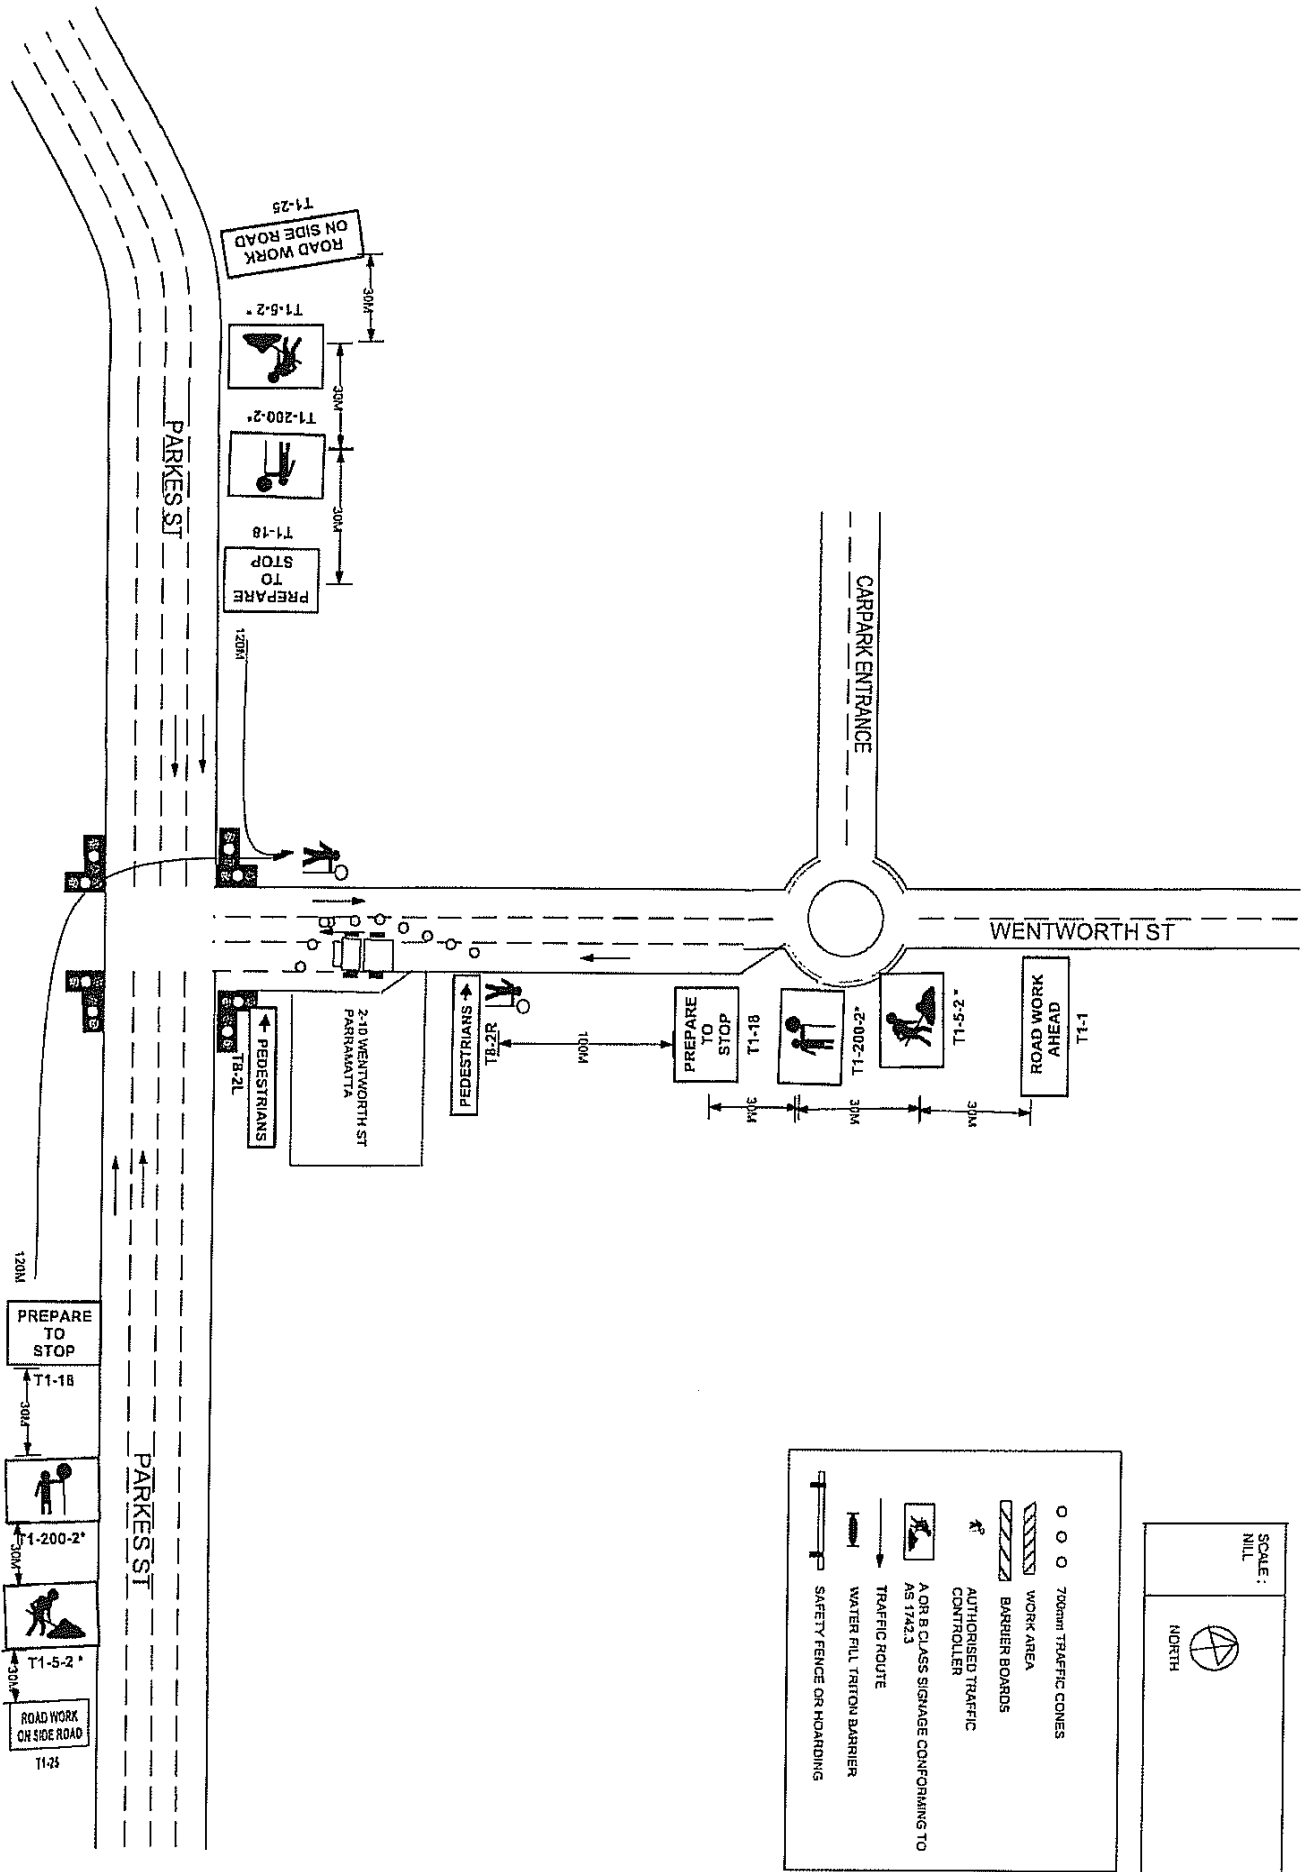 T1-25
ROAD WORK
ON SIDE ROAD
30M
T1-5-2 *
30M
T1-200-2*
30M
T1-18
PREPARE
TO
STOP
120M
PARKES ST
CARPARK ENTRANCE
WENTWORTH ST
T1-1
ROAD WORK
AHEAD
30M
T1-5-2 *
30M
T1-200-2*
30M
T1-18
PREPARE
TO
STOP
100M
T8-2R
PEDESTRIANS →
2-10 WENTWORTH ST
PARRAMATTA
← PEDESTRIANS
T8-2L
120M
PREPARE
TO
STOP
T1-18
30M
T1-200-2*
30M
T1-5-2 *
30M
ROAD WORK
ON SIDE ROAD
T1-25
PARKES ST
SCALE :
NILL
NORTH
700mm TRAFFIC CONES
WORK AREA
BARRIER BOARDS
AUTHORISED TRAFFIC
CONTROLLER
A OR B CLASS SIGNAGE CONFORMING TO
AS 1742.3
TRAFFIC ROUTE
WATER FILL TRITON BARRIER
SAFETY FENCE OR HOARDING